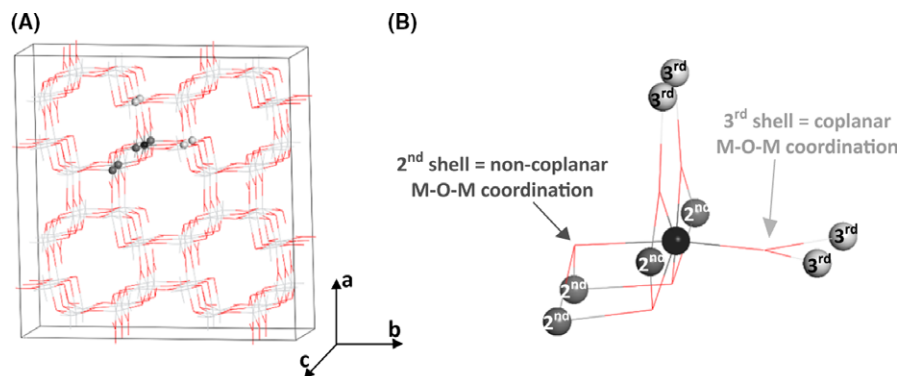 (A)
a
b
c
(B)
3rd
3rd
3rd shell = coplanar
M-O-M coordination
2nd shell = non-coplanar
M-O-M coordination
2nd
2nd
3rd
3rd
2nd
2nd